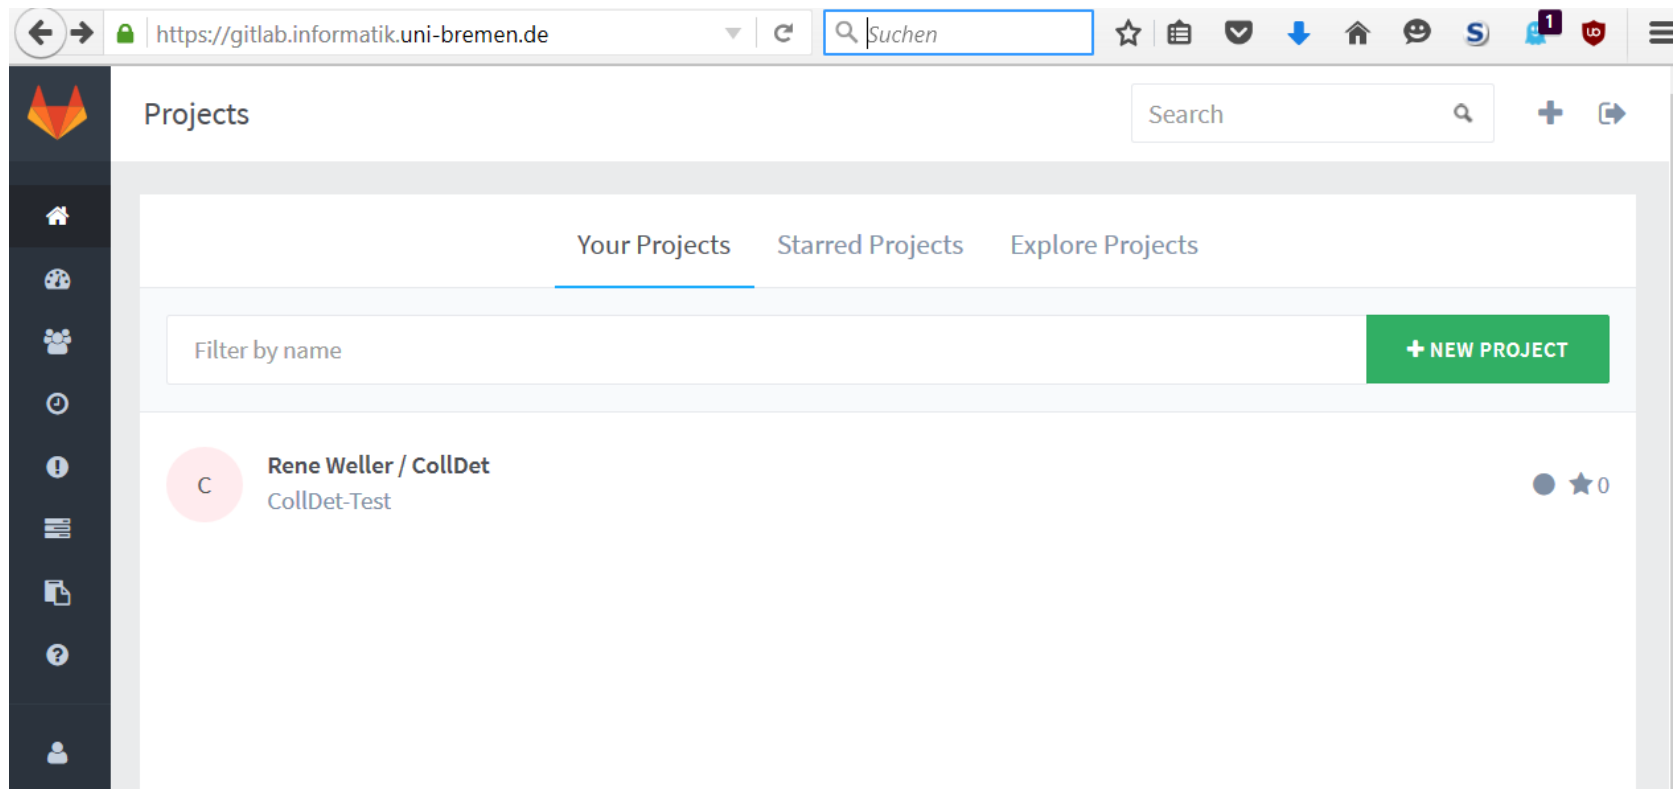 https://gitlab.informatik.uni-bremen.de
Suchen
S
1
Projects
Search
Your Projects Starred Projects Explore Projects
Filter by name
NEW PROJECT
C
Rene Weller / CollDet
CollDet-Test
0